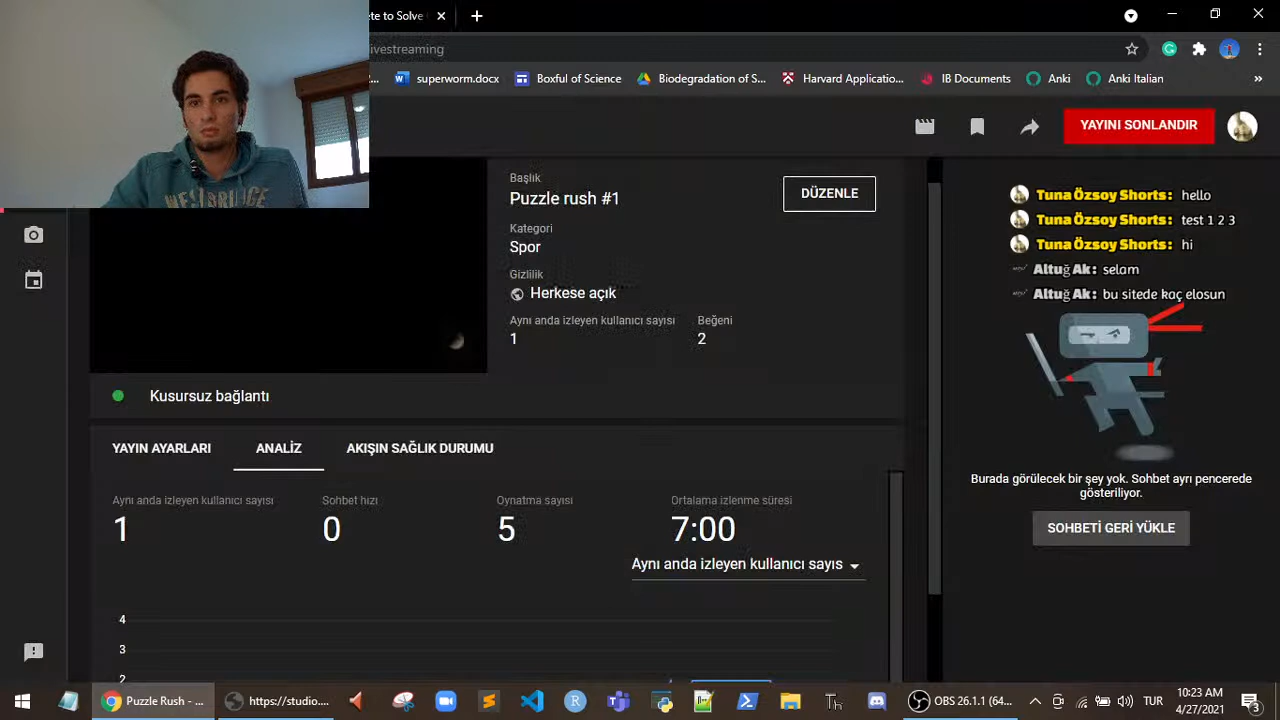 ete to Solve
ivestreaming
superworm.docx
Boxful of Science
Biodegradation of S...
Harvard Application...
IB Documents
Anki
Anki Italian
»
YAYINI SONLANDIR
Başlık
Puzzle rush #1
DÜZENLE
Kategori
Spor
Gizlilik
Herkese açık
Aynı anda izleyen kullanıcı sayısı
Beğeni
1
2
Kusursuz bağlantı
YAYIN AYARLARI
ANALİZ
AKIŞIN SAĞLIK DURUMU
Aynı anda izleyen kullanıcı sayısı
Sohbet hızı
Oynatma sayısı
Ortalama izlenme süresi
1
0
5
7:00
Aynı anda izleyen kullanıcı sayıs
4
3
2
Tuna Özsoy Shorts: hello
Tuna Özsoy Shorts: test 1 2 3
Tuna Özsoy Shorts: hi
Altuğ Ak: selam
Altuğ Ak: bu sitede kaç elosun
Burada görülecek bir şey yok. Sohbet ayrı pencerede
gösteriliyor.
SOHBETİ GERİ YÜKLE
Puzzle Rush - ...
https://studio....
OBS 26.1.1 (64...
TUR
10:23 AM
4/27/2021
3